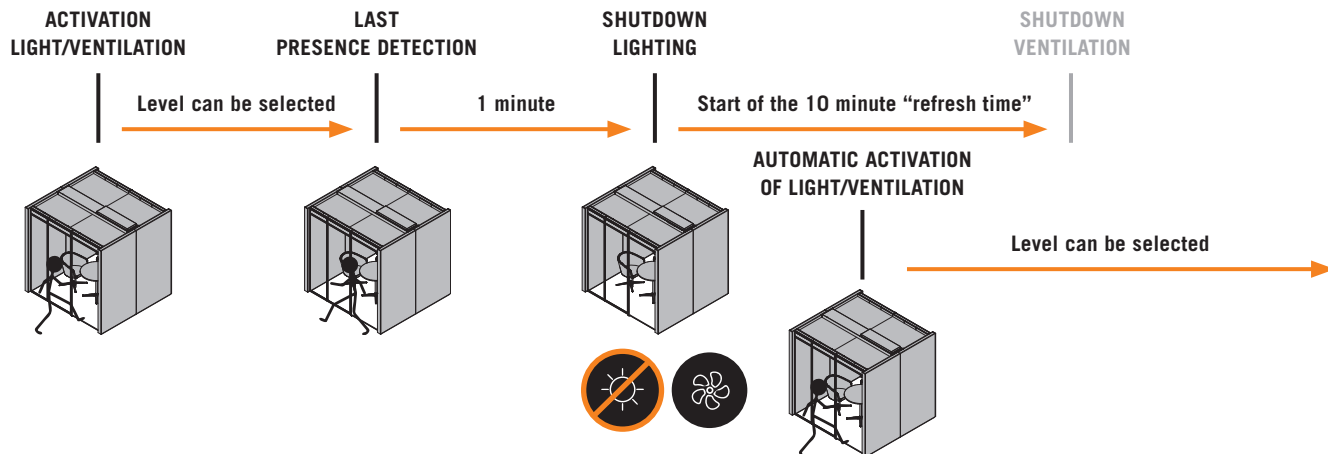 ACTIVATION
LIGHT/VENTILATION
LAST
PRESENCE DETECTION
SHUTDOWN
LIGHTING
SHUTDOWN
VENTILATION
Level can be selected
1 minute
Start of the 10 minute “refresh time”
AUTOMATIC ACTIVATION
OF LIGHT/VENTILATION
Level can be selected